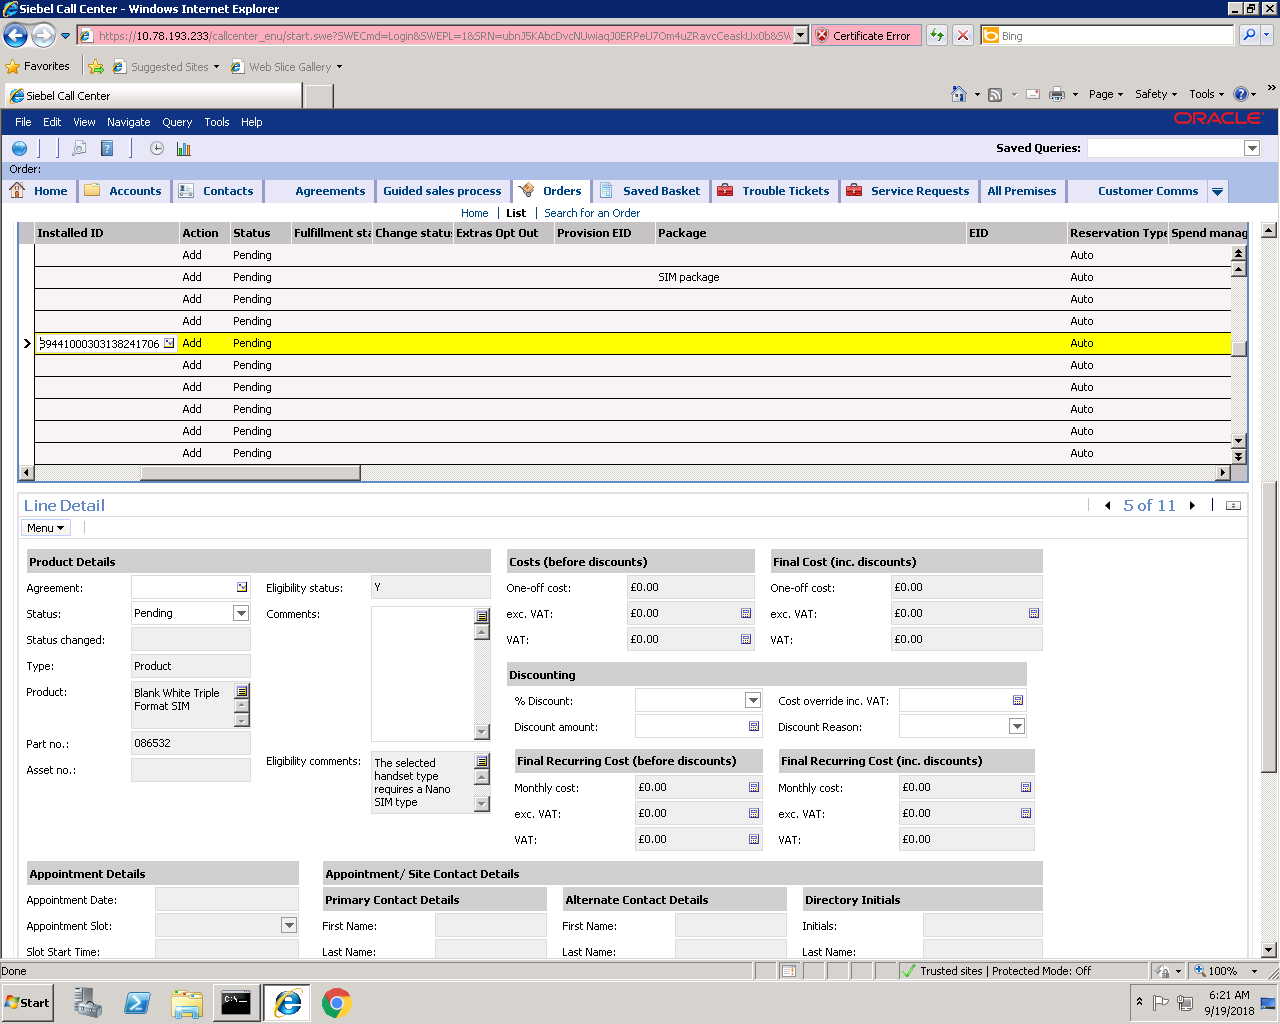 Siebel Call Center - Windows Internet Explorer
https://10.78.193.233/callcenter_enu/start.swe?SWECmd=Login&SWEPL=1&SRN=ubnJ5KAbcDvcNUwiaqJ0ERPeU7Om4uZRavcCeaskUx0b&SW
Certificate Error
Bing
Favorites
Suggested Sites
Web Slice Gallery
Siebel Call Center
Page
Safety
Tools
File Edit View Navigate Query Tools Help
ORACLE
Saved Queries:
Order:
Home Accounts Contacts Agreements Guided sales process Orders Saved Basket Trouble Tickets Service Requests All Premises Customer Comms
Home | List | Search for an Order
Installed ID Action Status Fulfillment sta Change status Extras Opt Out Provision EID Package EID Reservation Type Spend manag
Add Pending Auto
Add Pending SIM package Auto
Add Pending Auto
Add Pending Auto
39441000303138241706 Add Pending Auto
Add Pending Auto
Add Pending Auto
Add Pending Auto
Add Pending Auto
Add Pending Auto
Line Detail
5 of 11
Menu
Product Details
Agreement:
Status: Pending
Status changed:
Type: Product
Product: Blank White Triple
Format SIM
Part no.: 086532
Asset no.:
Eligibility status: Y
Comments:
Eligibility comments: The selected
handset type
requires a Nano
SIM type
Costs (before discounts)
One-off cost: £0.00
exc. VAT: £0.00
VAT: £0.00
Final Cost (inc. discounts)
One-off cost: £0.00
exc. VAT: £0.00
VAT: £0.00
Discounting
% Discount:
Cost override inc. VAT:
Discount amount:
Discount Reason:
Final Recurring Cost (before discounts)
Monthly cost: £0.00
exc. VAT: £0.00
VAT: £0.00
Final Recurring Cost (inc. discounts)
Monthly cost: £0.00
exc. VAT: £0.00
VAT: £0.00
Appointment Details
Appointment Date:
Appointment Slot:
Slot Start Time:
Appointment/ Site Contact Details
Primary Contact Details
First Name:
Last Name:
Alternate Contact Details
First Name:
Last Name:
Directory Initials
Initials:
Last Name:
Done
Trusted sites | Protected Mode: Off
100%
Start
6:21 AM
9/19/2018